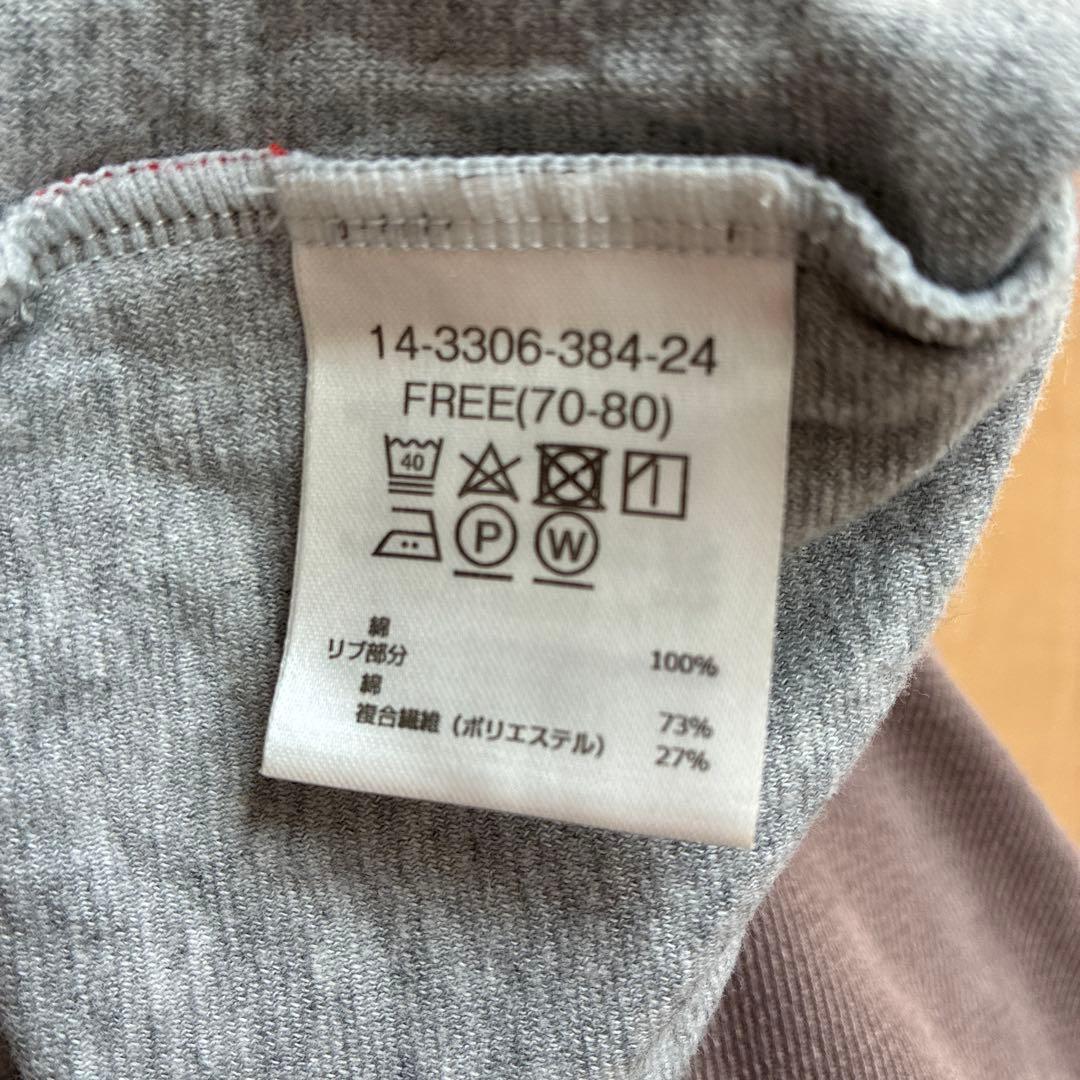 14-3306-384-24
FREE(70-80)
40
P W
綿
リブ部分 100%
綿
複合繊維（ポリエステル） 73%
27%